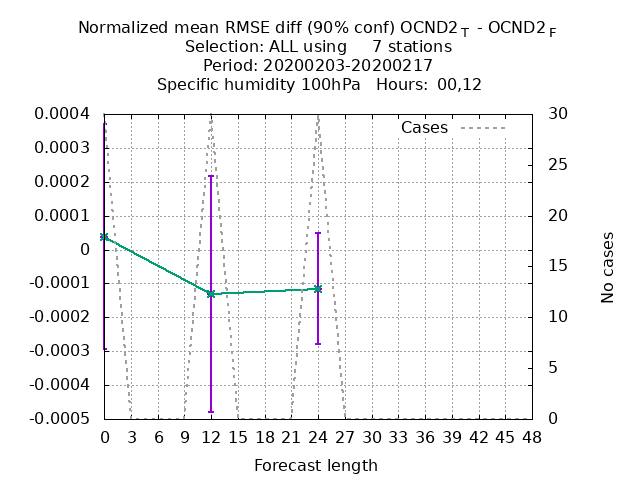 Normalized mean RMSE diff (90% conf) OCND2 T - OCND2 F
Selection: ALL using 7 stations
Period: 20200203-20200217
Specific humidity 100hPa Hours: 00,12
Cases
0.0004
0.0003
0.0002
0.0001
0
-0.0001
-0.0002
-0.0003
-0.0004
-0.0005
30
25
20
15
10
5
0
No cases
0 3 6 9 12 15 18 21 24 27 30 33 36 39 42 45 48
Forecast length